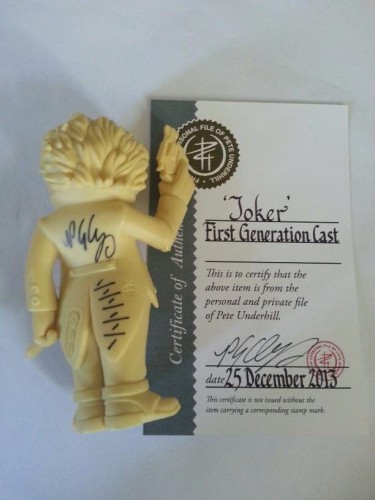 PERSONAL FILE OF PETE UNDERHILL
Certificate of Authen
'Joker'
First Generation Cast
This is to certify that the
above item is from the
personal and private file
of Pete Underhill.
date 25 December 2013
This certificate is not issued without the
item carrying a corresponding stamp mark.